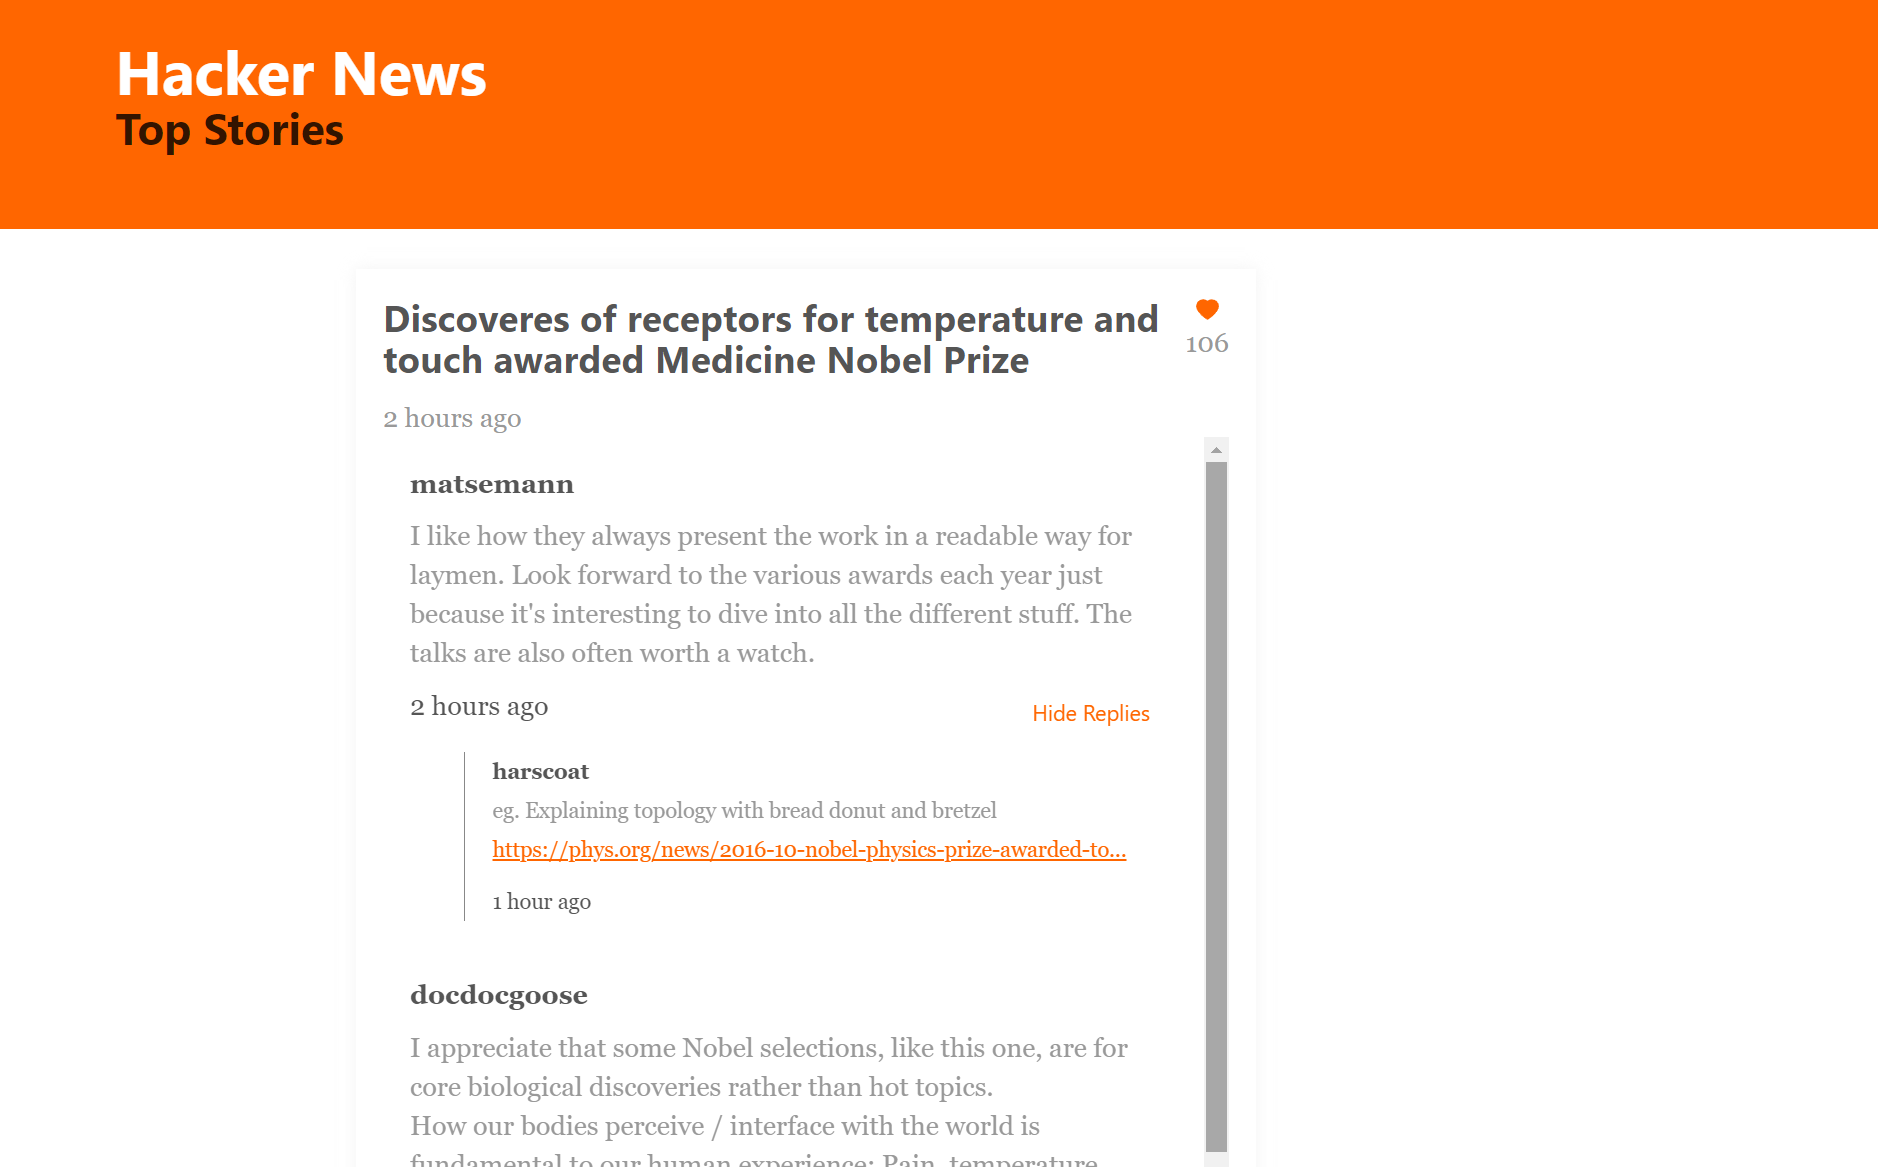 Hacker News
Top Stories
Discoveres of receptors for temperature and
touch awarded Medicine Nobel Prize
106
2 hours ago
matsemann
I like how they always present the work in a readable way for
laymen. Look forward to the various awards each year just
because it's interesting to dive into all the different stuff. The
talks are also often worth a watch.
2 hours ago
Hide Replies
harscoat
eg. Explaining topology with bread donut and bretzel
https://phys.org/news/2016-10-nobel-physics-prize-awarded-to...
1 hour ago
docdocgoose
I appreciate that some Nobel selections, like this one, are for
core biological discoveries rather than hot topics.
How our bodies perceive / interface with the world is
fundamental to our human experience: Pain, temperature